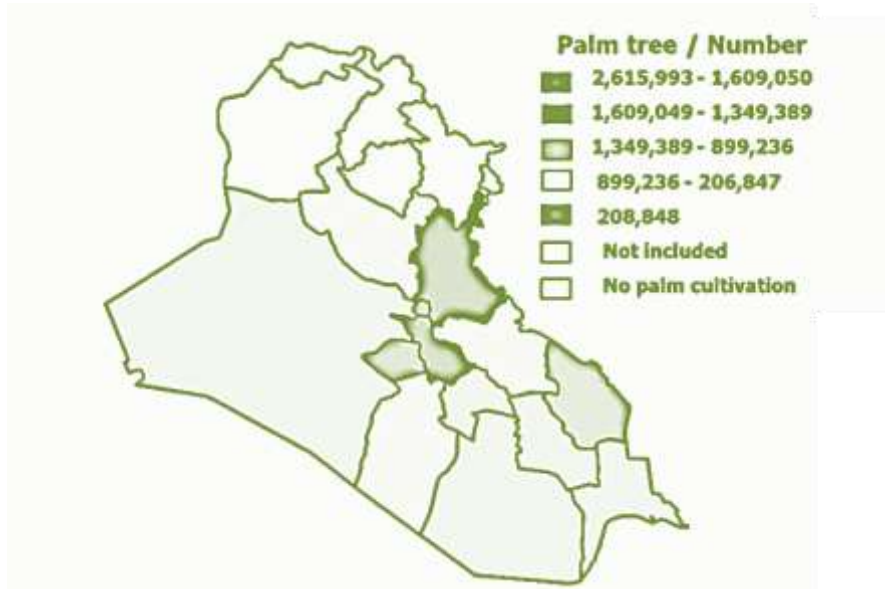 Palm tree / Number
2,615,993 - 1,609,050
1,609,049 - 1,349,389
1,349,389 - 899,236
899,236 - 206,847
208,848
Not included
No palm cultivation